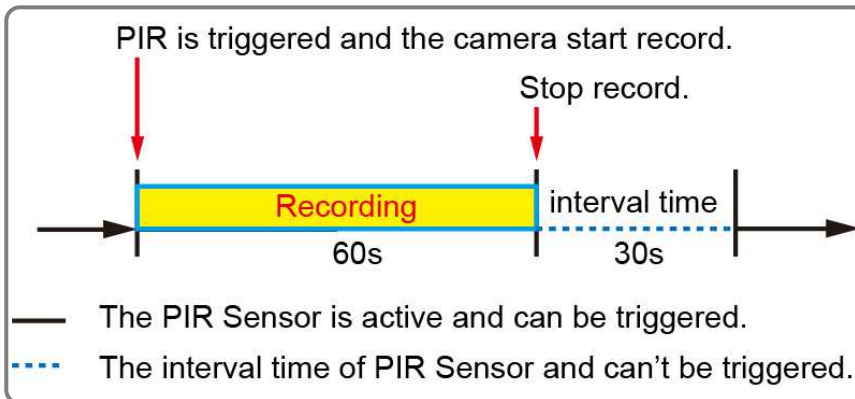 PIR is triggered and the camera start record.
Stop record.
Recording
interval time
60s
30s
The PIR Sensor is active and can be triggered.
The interval time of PIR Sensor and can't be triggered.